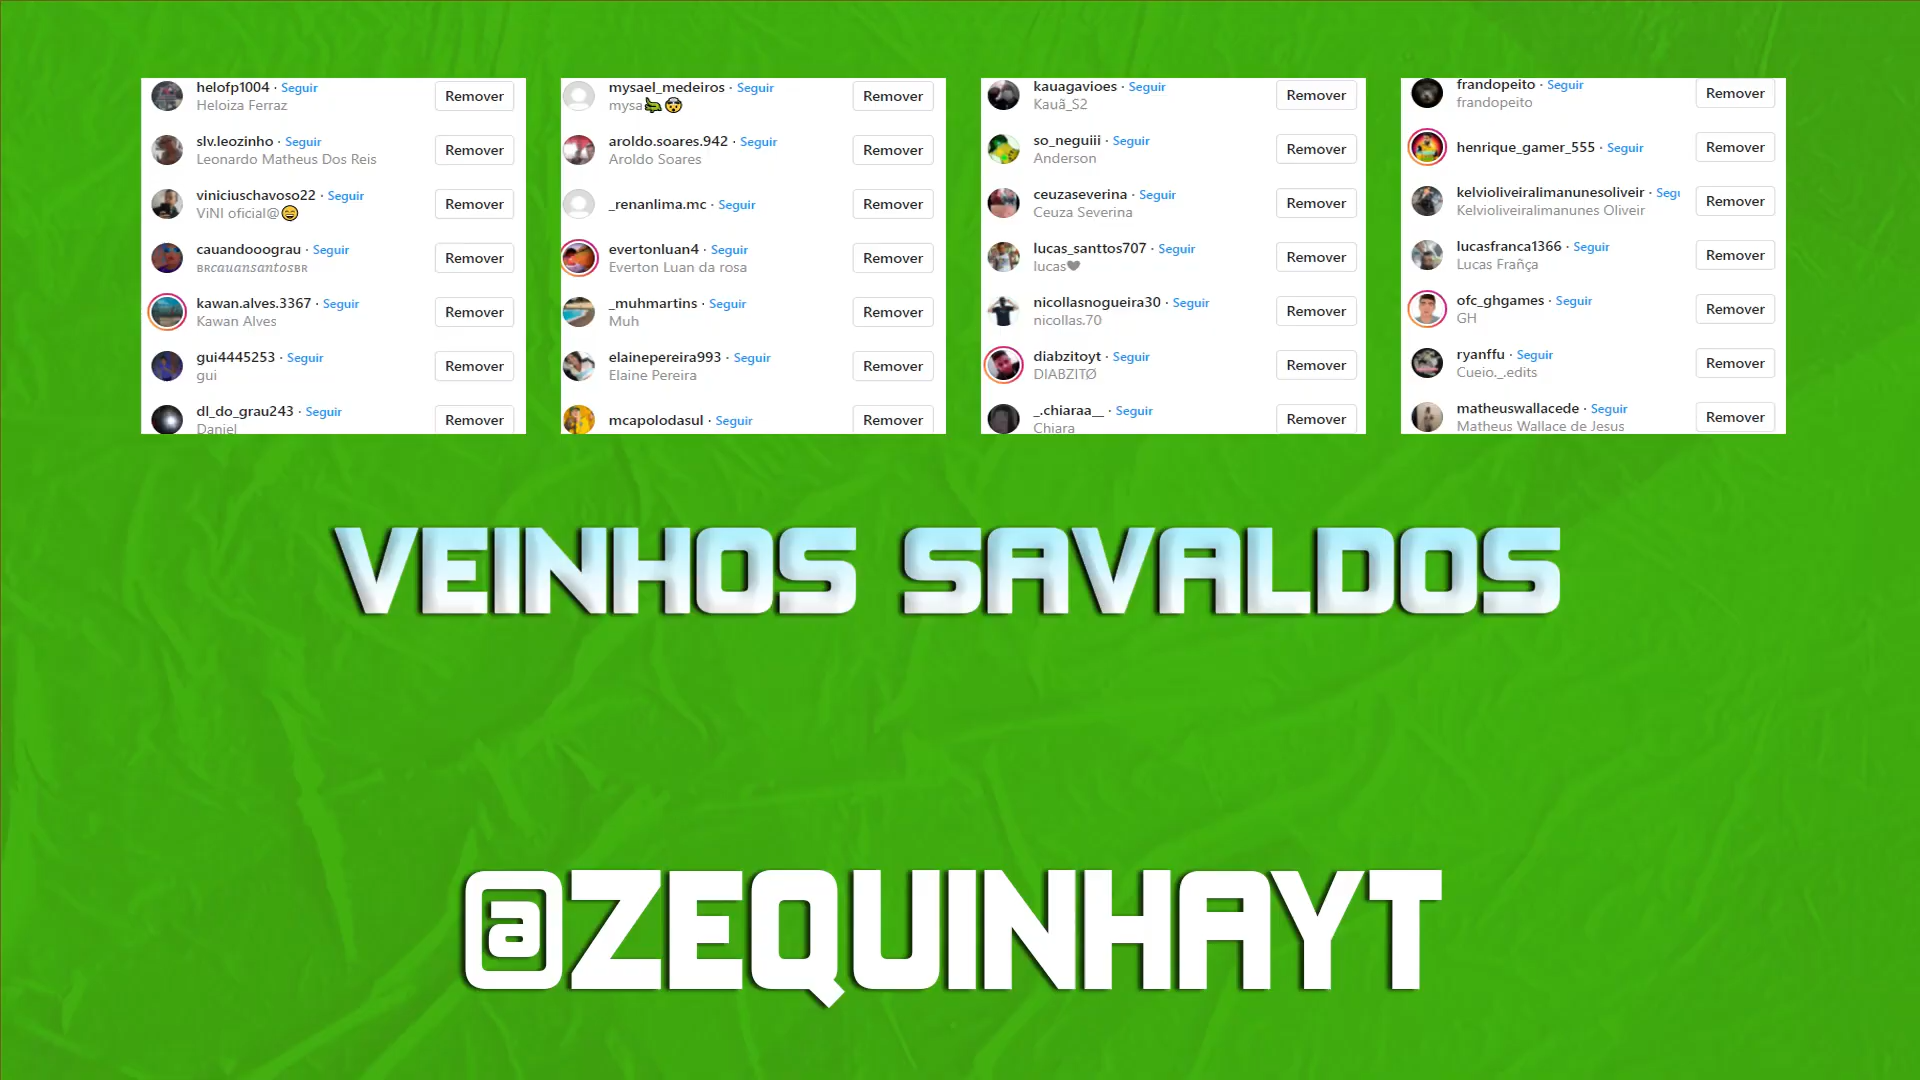 helofp1004 · Seguir
Heloiza Ferraz
Remover
slv.leozinho · Seguir
Leonardo Matheus Dos Reis
Remover
viniciuschavoso22 · Seguir
ViNI oficial@😄
Remover
cauandooograu · Seguir
ʙʀ𝑐𝑎𝑢𝑎𝑛𝑠𝑎𝑛𝑡𝑜𝑠ʙʀ
Remover
kawan.alves.3367 · Seguir
Kawan Alves
Remover
gui4445253 · Seguir
gui
Remover
dl_do_grau243 · Seguir
Daniel
Remover
mysael_medeiros · Seguir
mysa🐊😵
Remover
aroldo.soares.942 · Seguir
Aroldo Soares
Remover
_renanlima.mc · Seguir
Remover
evertonluan4 · Seguir
Everton Luan da rosa
Remover
_muhmartins · Seguir
Muh
Remover
elainepereira993 · Seguir
Elaine Pereira
Remover
mcapolodasul · Seguir
Remover
kauagavioes · Seguir
Kauã_S2
Remover
so_neguiii · Seguir
Anderson
Remover
ceuzaseverina · Seguir
Ceuza Severina
Remover
lucas_santtos707 · Seguir
lucas🖤
Remover
nicollasnogueira30 · Seguir
nicollas.70
Remover
diabzitoyt · Seguir
DIABZITØ
Remover
_.chiaraa__ · Seguir
Chiara
Remover
frandopeito · Seguir
frandopeito
Remover
henrique_gamer_555 · Seguir
Remover
kelvioliveiralimanunesoliveir · Segu
Kelvioliveiralimanunes Oliveir
Remover
lucasfranca1366 · Seguir
Lucas Frañça
Remover
ofc_ghgames · Seguir
GH
Remover
ryanffu · Seguir
Cueio._.edits
Remover
matheuswallacede · Seguir
Matheus Wallace de Jesus
Remover
VEINHOS SAVALDOS
@ZEQUINHAYT